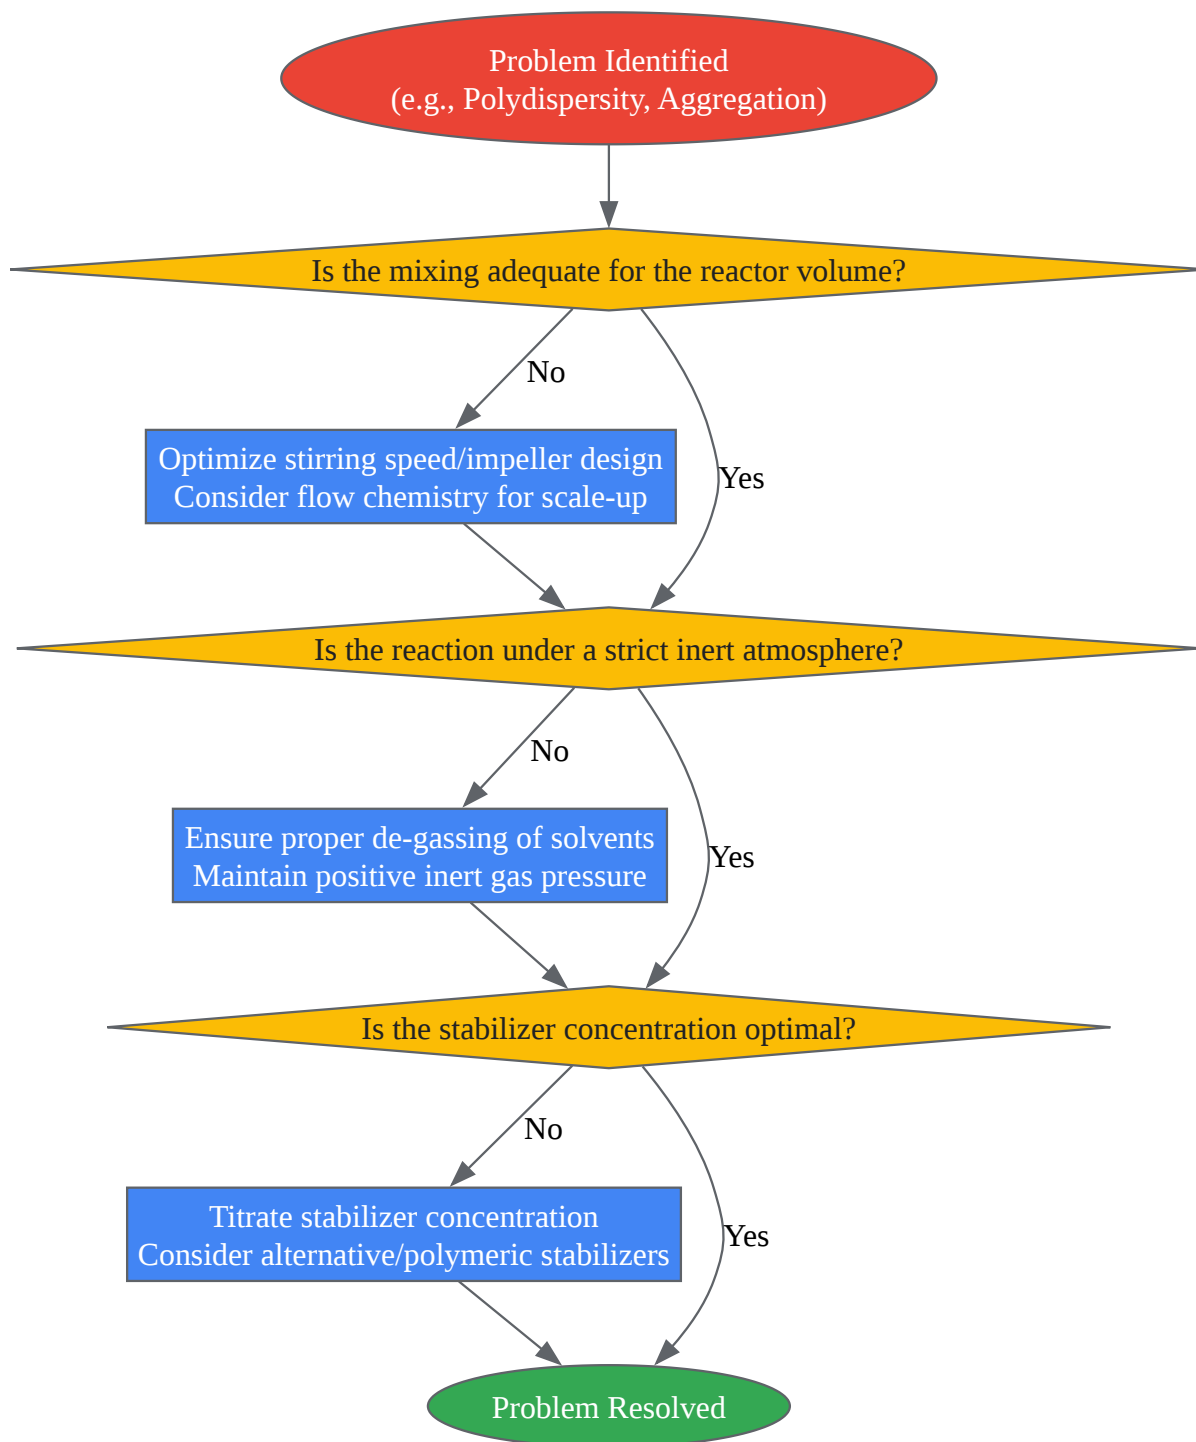 Problem Identified
(e.g., Polydispersity, Aggregation)
Is the mixing adequate for the reactor volume?
No
Optimize stirring speed/impeller design
Consider flow chemistry for scale-up
Yes
Is the reaction under a strict inert atmosphere?
No
Ensure proper de-gassing of solvents
Maintain positive inert gas pressure
Yes
Is the stabilizer concentration optimal?
No
Titrate stabilizer concentration
Consider alternative/polymeric stabilizers
Yes
Problem Resolved